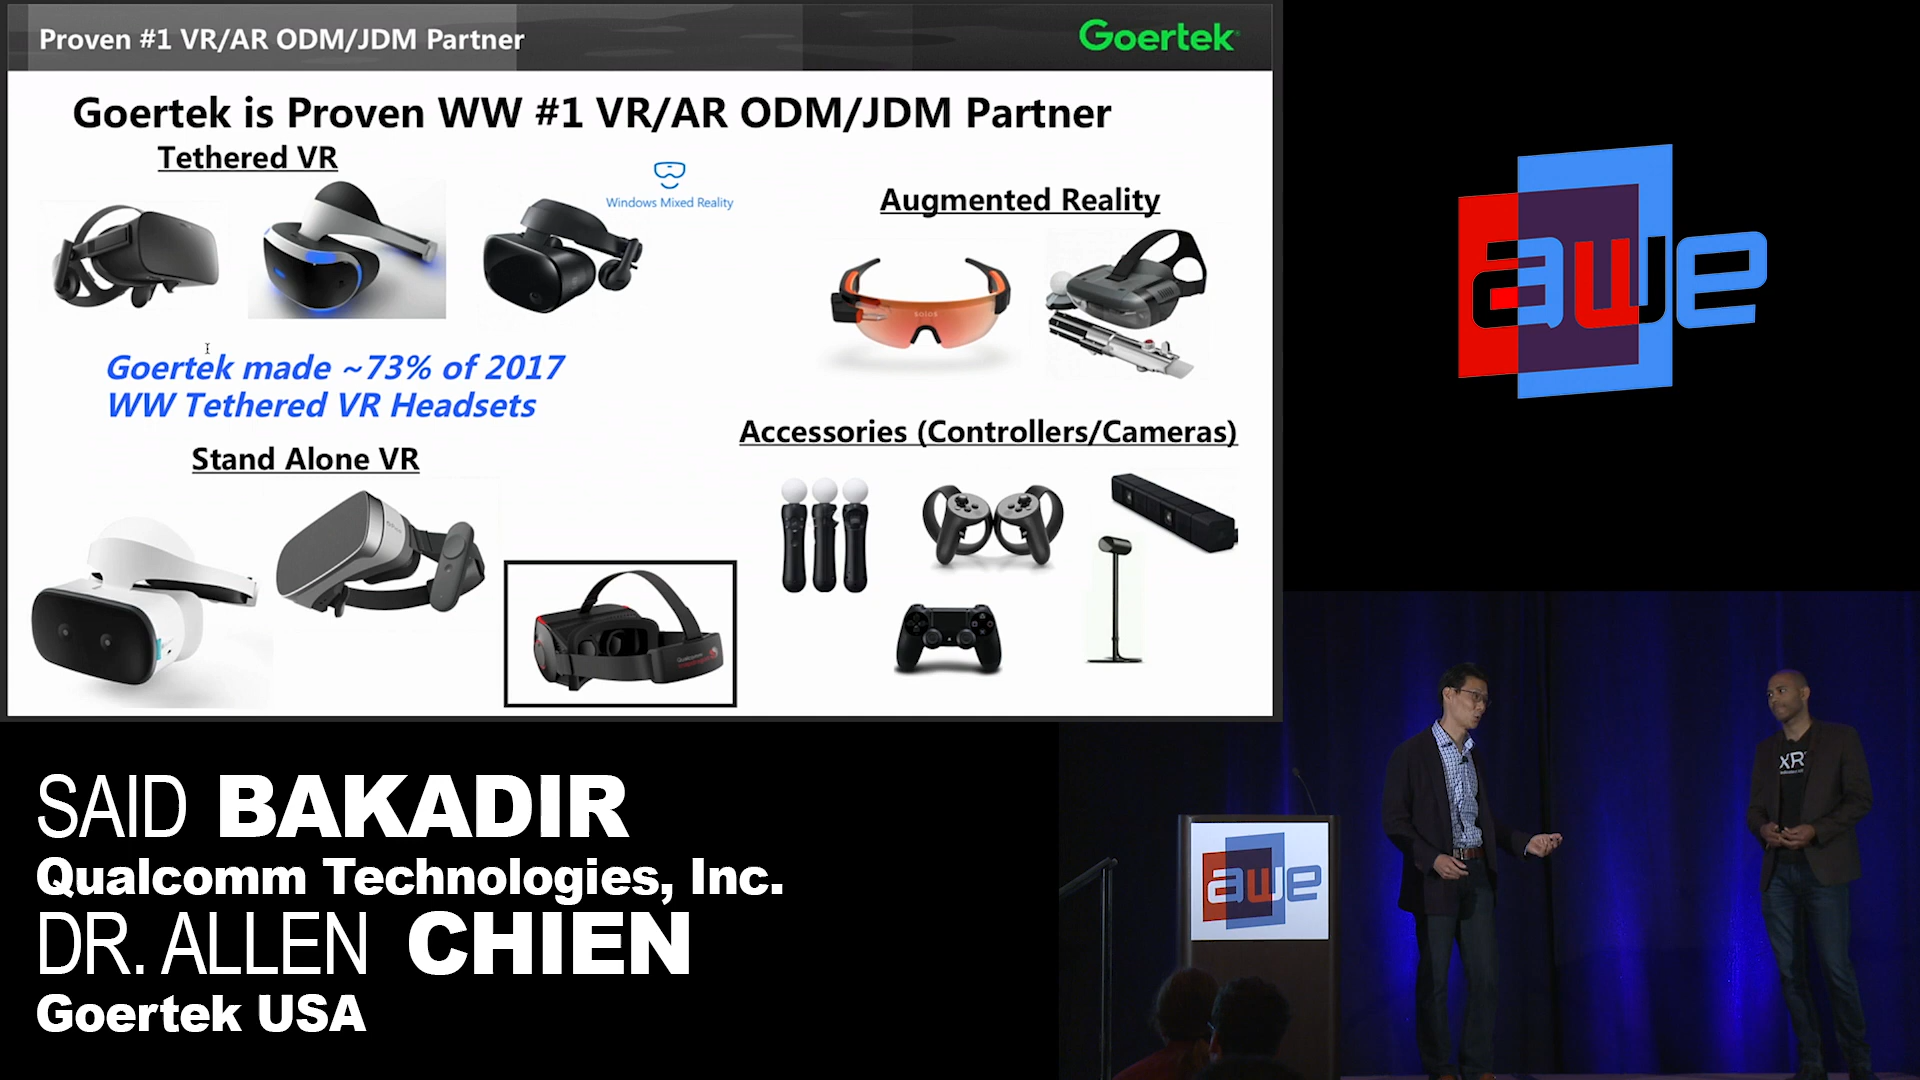 Proven #1 VR/AR ODM/JDM Partner
Goertek
Goertek is Proven WW #1 VR/AR ODM/JDM Partner
Tethered VR
Windows Mixed Reality
Augmented Reality
solos
Goertek made ~73% of 2017
WW Tethered VR Headsets
Accessories (Controllers/Cameras)
Stand Alone VR
Qualcomm
awe
SAID BAKADIR
Qualcomm Technologies, Inc.
DR. ALLEN CHIEN
Goertek USA
awe
XR